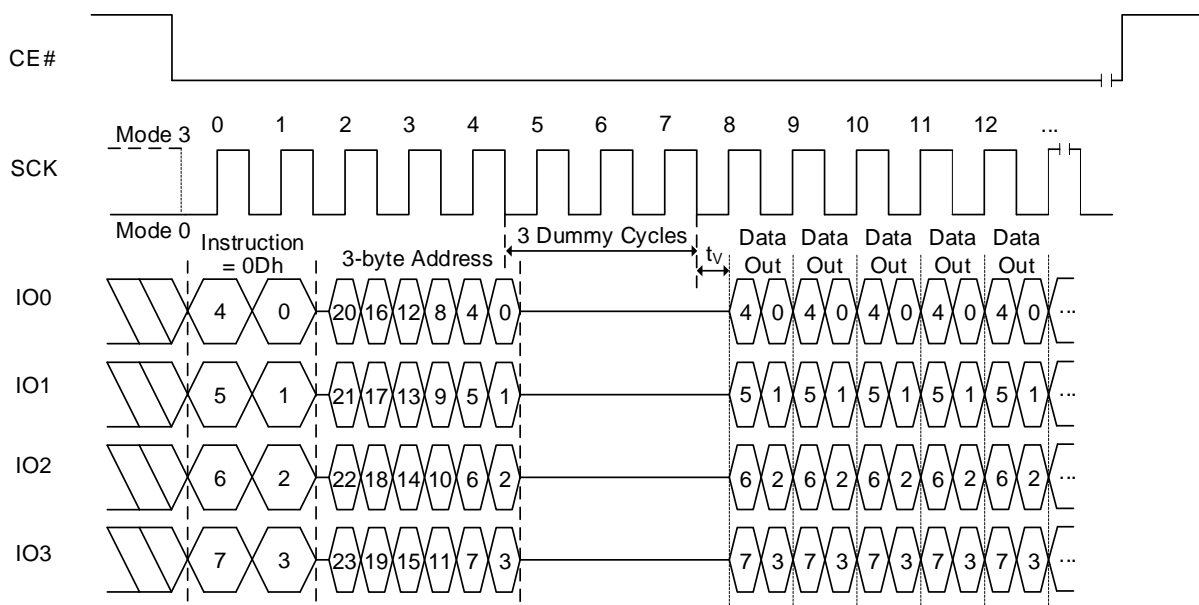 CE#
0 1 2 3 4 5 6 7 8 9 10 11 12 ...
Mode 3
SCK
Mode 0
3 Dummy Cycles
Instruction
= 0Dh
3-byte Address
tV
Data Data Data Data Data
Out Out Out Out Out
IO0 4 0 20 16 12 8 4 0 4 0 4 0 4 0 4 0 4 0 ...
IO1 5 1 21 17 13 9 5 1 5 1 5 1 5 1 5 1 5 1 ...
IO2 6 2 22 18 14 10 6 2 6 2 6 2 6 2 6 2 6 2 ...
IO3 7 3 23 19 15 11 7 3 7 3 7 3 7 3 7 3 7 3 ...